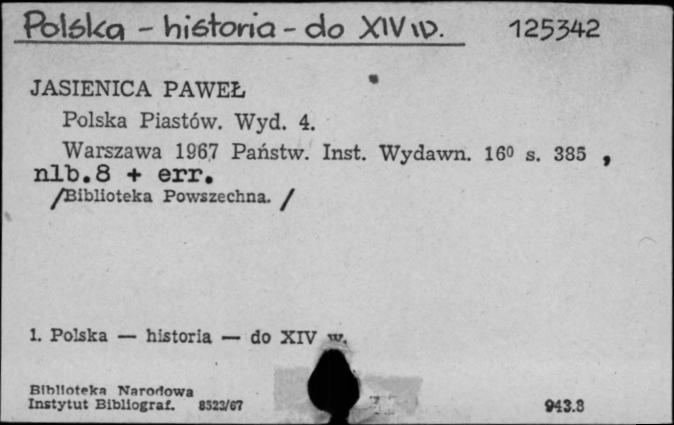 Polska - historia - do XIV w. 125342
JASIENICA PAWEŁ
Polska Piastów. Wyd. 4.
Warszawa 1967 Państw. Inst. Wydawn. 16⁰ s. 385 ,
nlb.8 + err.
/Biblioteka Powszechna. /
1. Polska — historia — do XIV w.
Biblioteka Narodowa
Instytut Bibliograf. 8523/67 943.8